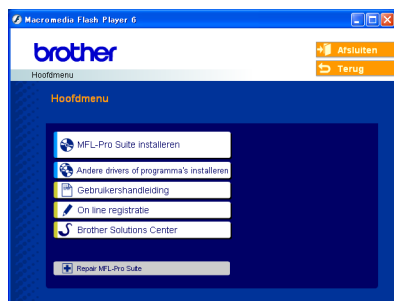 Macromedia Flash Player 6
brother
Afsluiten
Terug
Hoofdmenu
Hoofdmenu
MFL-Pro Suite installeren
Andere drivers of programma's installeren
Gebruikershandleiding
On line registratie
Brother Solutions Center
Repair MFL-Pro Suite